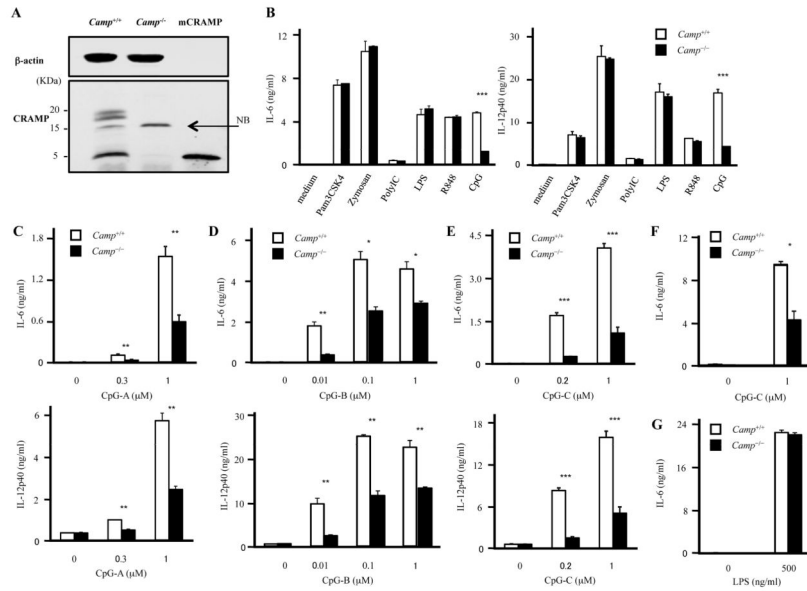 A
Camp+/+ Camp-/- mCRAMP
β-actin
(KDa)
CRAMP
20
15
5
NB
B
IL-6 (ng/ml)
12
8
4
0
medium
Pam3CSK4
Zymosan
PolyIC
LPS
R848
CpG
***
IL-12p40 (ng/ml)
30
20
10
0
medium
Pam3CSK4
Zymosan
PolyIC
LPS
R848
CpG
***
Camp+/+
Camp−/−
C
Camp+/+
Camp−/−
IL-6 (ng/ml)
1.8
1.2
0.6
0
**
**
0 0.3 1
CpG-A (μM)
D
Camp+/+
Camp−/−
IL-6 (ng/ml)
6
4
2
0
**
*
*
0 0.01 0.1 1
CpG-B (μM)
E
Camp+/+
Camp−/−
IL-6 (ng/ml)
4.5
3.0
1.5
0
***
***
0 0.2 1
CpG-C (μM)
F
Camp+/+
Camp−/−
IL-6 (ng/ml)
12
8
4
0
*
0 1
CpG-C (μM)
IL-12p40 (ng/ml)
6
4
2
0
**
**
0 0.3 1
CpG-A (μM)
IL-12p40 (ng/ml)
30
20
10
0
**
**
**
0 0.01 0.1 1
CpG-B (μM)
IL-12p40 (ng/ml)
18
12
6
0
***
***
0 0.2 1
CpG-C (μM)
G
Camp+/+
Camp−/−
IL-6 (ng/ml)
24
18
12
6
0
0 500
LPS (ng/ml)